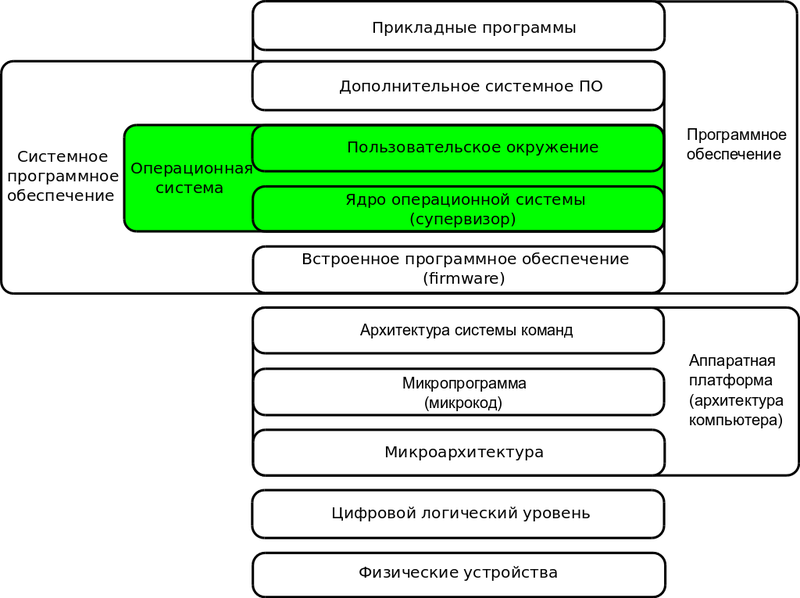 Прикладные программы
Дополнительное системное ПО
Программное
обеспечение
Пользовательское окружение
Системное
программное
обеспечение
Операционная
система
Ядро операционной системы
(супервизор)
Встроенное программное обеспечение
(firmware)
Архитектура системы команд
Аппаратная
платформа
(архитектура
компьютера)
Микропрограмма
(микрокод)
Микроархитектура
Цифровой логический уровень
Физические устройства